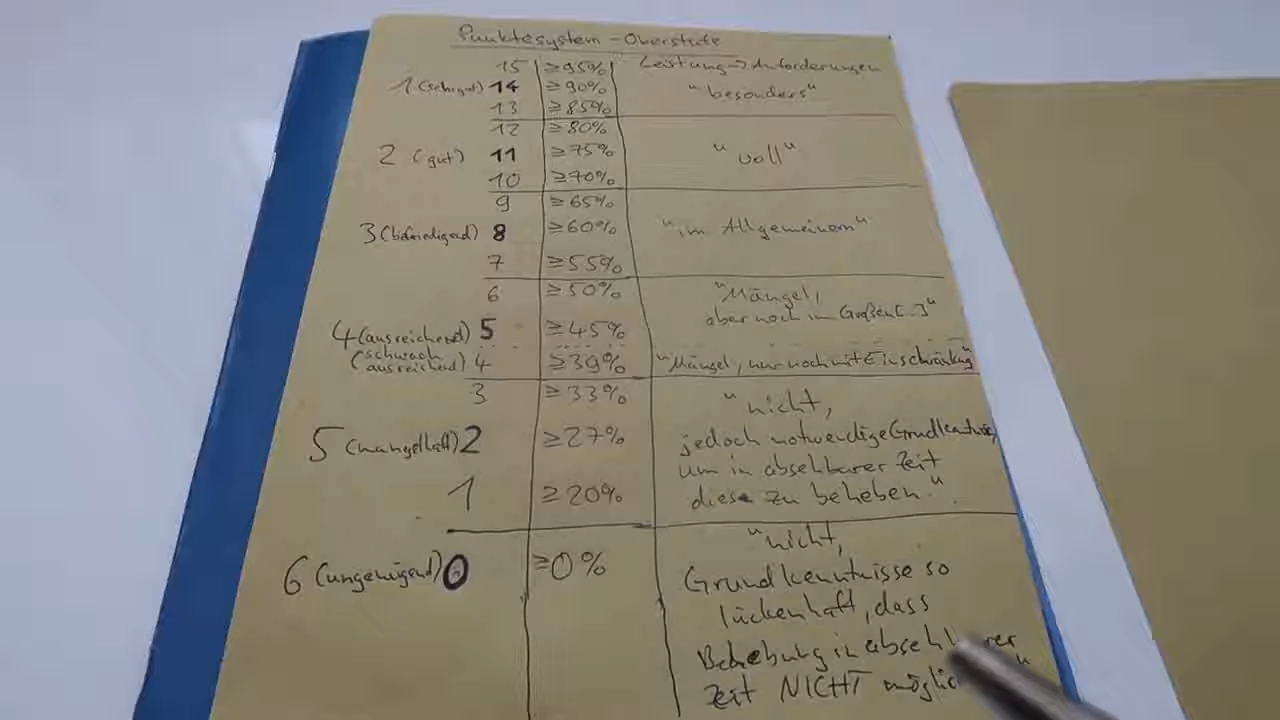 Punktesystem - Oberstufe
15 ≥95% Leistung → Anforderungen
1 (sehr gut) 14 ≥90% "besonders"
13 ≥85%
12 ≥80%
2 (gut) 11 ≥75% "voll"
10 ≥70%
9 ≥65%
3 (befriedigend) 8 ≥60% "im Allgemeinen"
7 ≥55%
6 ≥50% "Mängel,
aber noch im Großen [...]"
4 (ausreichend) 5 ≥45%
(schwach
ausreichend) 4 ≥39% "Mängel, nur noch mit Einschränkung"
3 ≥33% "nicht,
5 (mangelhaft) 2 ≥27% jedoch notwendige Grundkenntnisse,
um in absehbarer Zeit
1 ≥20% diese zu beheben".
"nicht,
6 (ungenügend) 0 ≥0% Grundkenntnisse so
lückenhaft, dass
Behebung in absehbarer
Zeit NICHT möglich"